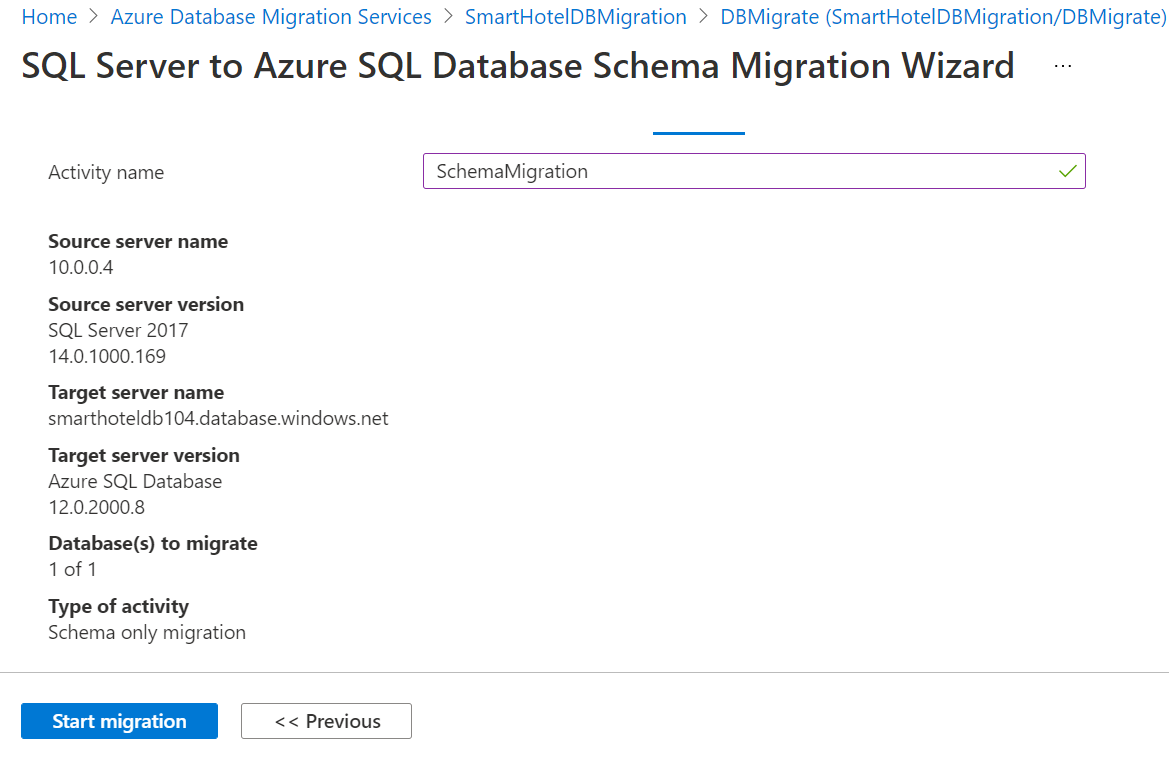 Home > Azure Database Migration Services > SmartHotelDBMigration > DBMigrate (SmartHotelDBMigration/DBMigrate)
SQL Server to Azure SQL Database Schema Migration Wizard ...
Activity name SchemaMigration
Source server name
10.0.0.4
Source server version
SQL Server 2017
14.0.1000.169
Target server name
smarthoteldb104.database.windows.net
Target server version
Azure SQL Database
12.0.2000.8
Database(s) to migrate
1 of 1
Type of activity
Schema only migration
Start migration << Previous